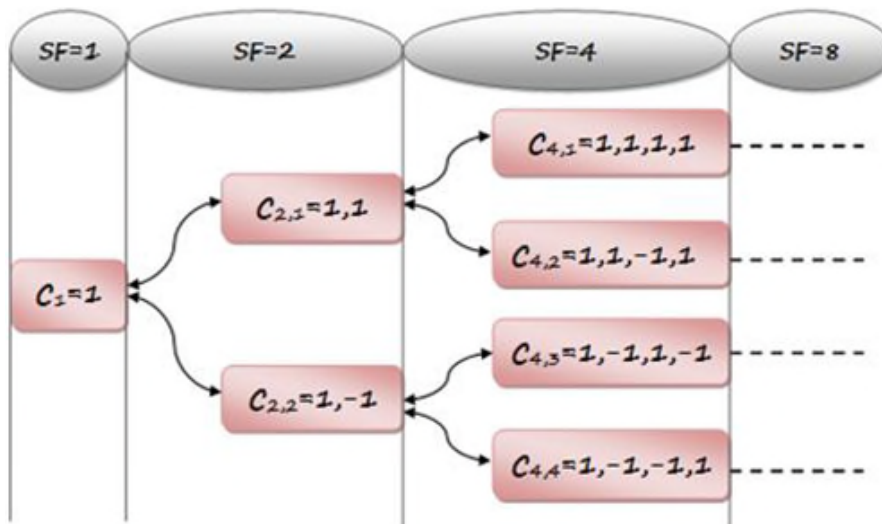 SF=1
SF=2
SF=4
SF=8
C4,1=1,1,1,1
C2,1=1,1
C4,2=1,1,-1,1
C1=1
C4,3=1,-1,1,-1
C2,2=1,-1
C4,4=1,-1,-1,1